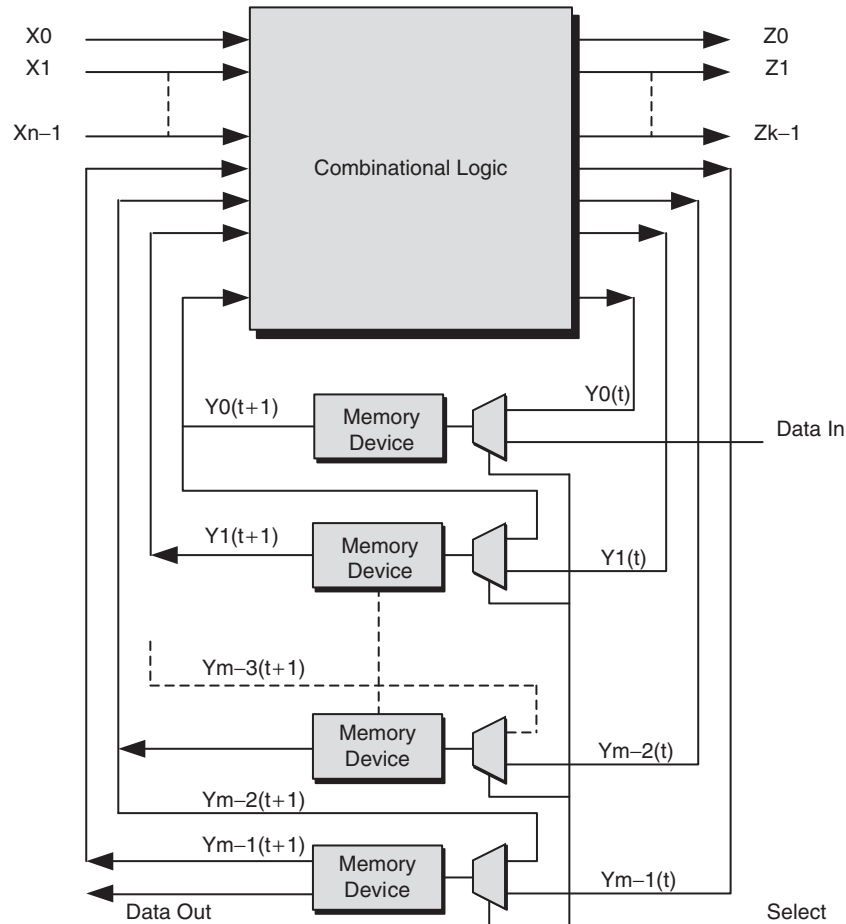 X0
Z0
X1
Z1
Xn−1
Zk−1
Combinational Logic
Y0(t+1)
Memory
Device
Y0(t)
Data In
Y1(t+1)
Memory
Device
Y1(t)
Ym−3(t+1)
Memory
Device
Ym−2(t)
Ym−2(t+1)
Ym−1(t+1)
Memory
Device
Ym−1(t)
Data Out
Select